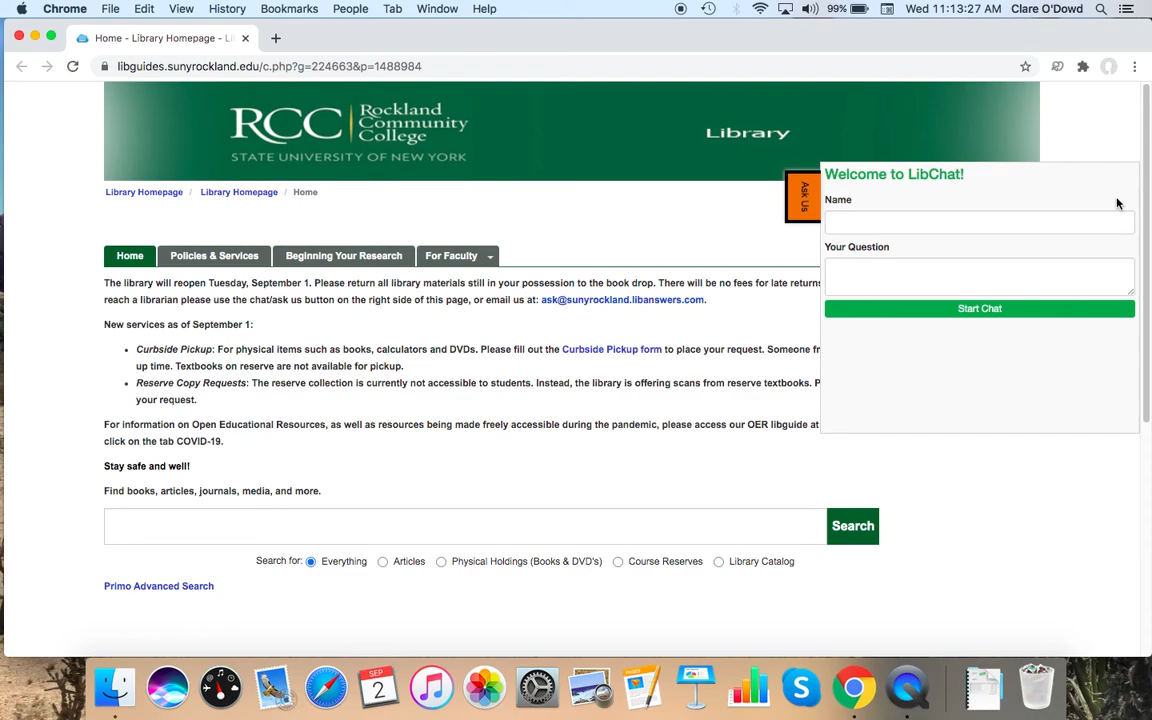 Chrome File Edit View History Bookmarks People Tab Window Help 99% Wed 11:13:27 AM Clare O'Dowd
Home - Library Homepage - Li
libguides.sunyrockland.edu/c.php?g=224663&p=1488984
RCC Rockland Community College
STATE UNIVERSITY OF NEW YORK
Library
Library Homepage / Library Homepage / Home
Ask Us
Welcome to LibChat!
Name
Your Question
Start Chat
Home Policies & Services Beginning Your Research For Faculty
The library will reopen Tuesday, September 1. Please return all library materials still in your possession to the book drop. There will be no fees for late returns
reach a librarian please use the chat/ask us button on the right side of this page, or email us at: ask@sunyrockland.libanswers.com.
New services as of September 1:
• Curbside Pickup: For physical items such as books, calculators and DVDs. Please fill out the Curbside Pickup form to place your request. Someone fr
up time. Textbooks on reserve are not available for pickup.
• Reserve Copy Requests: The reserve collection is currently not accessible to students. Instead, the library is offering scans from reserve textbooks. P
your request.
For information on Open Educational Resources, as well as resources being made freely accessible during the pandemic, please access our OER libguide at
click on the tab COVID-19.
Stay safe and well!
Find books, articles, journals, media, and more.
Search
Search for: Everything Articles Physical Holdings (Books & DVD's) Course Reserves Library Catalog
Primo Advanced Search
SEP
2